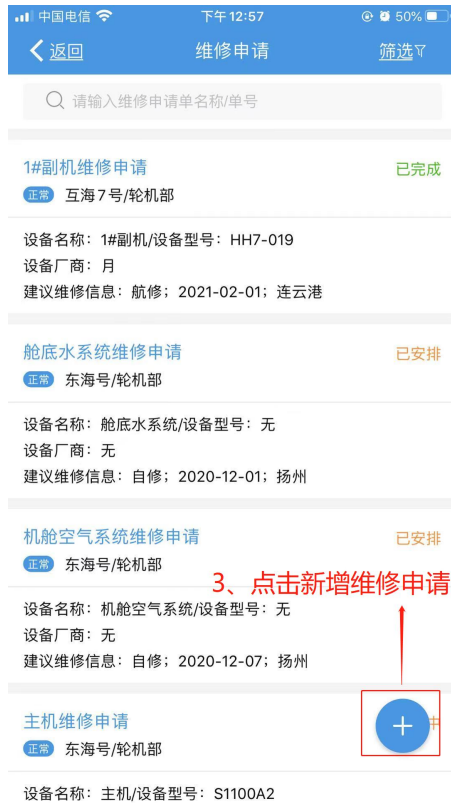 中国电信 下午12:57 50%
返回 维修申请 筛选
请输入维修申请单名称/单号
1#副机维修申请 已完成
正常 互海7号/轮机部
设备名称：1#副机/设备型号：HH7-019
设备厂商：月
建议维修信息：航修；2021-02-01；连云港
舱底水系统维修申请 已安排
正常 东海号/轮机部
设备名称：舱底水系统/设备型号：无
设备厂商：无
建议维修信息：自修；2020-12-01；扬州
机舱空气系统维修申请 已安排
正常 东海号/轮机部
3、点击新增维修申请
设备名称：机舱空气系统/设备型号：无
设备厂商：无
建议维修信息：自修；2020-12-07；扬州
主机维修申请 中
正常 东海号/轮机部
设备名称：主机/设备型号：S1100A2